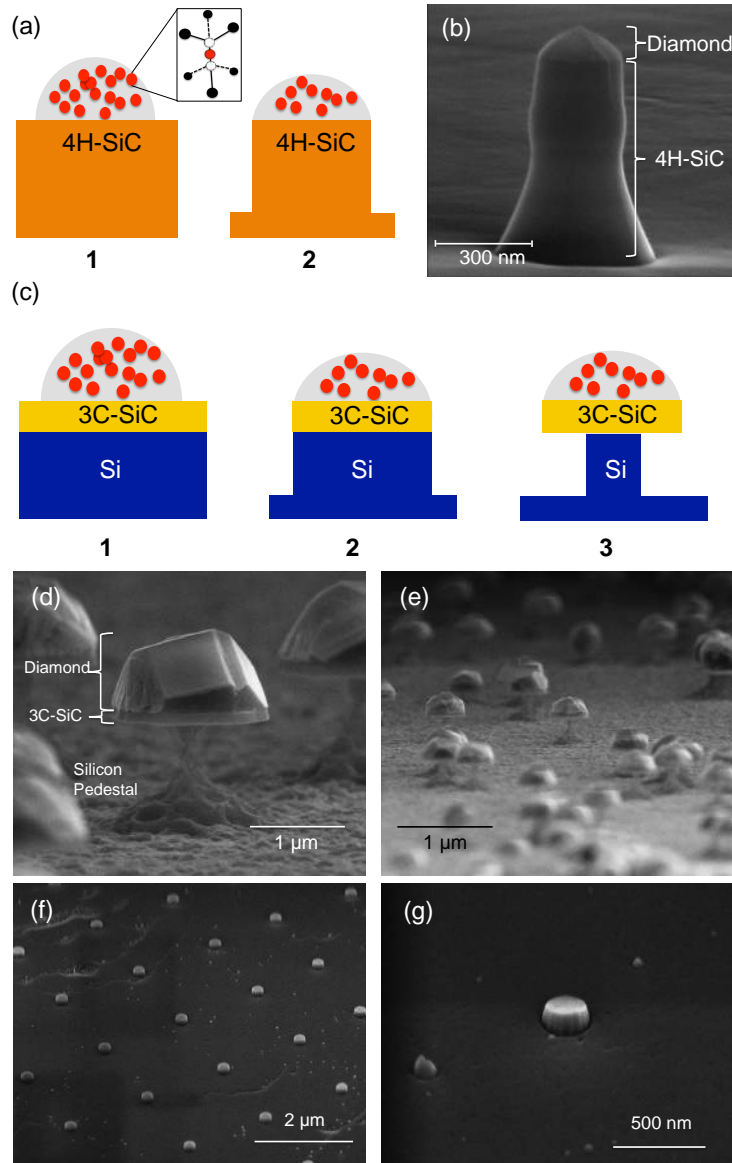 (a)
4H-SiC
4H-SiC
1
2
(b)
Diamond
4H-SiC
300 nm
(c)
3C-SiC
3C-SiC
3C-SiC
Si
Si
Si
1
2
3
(d)
Diamond
3C-SiC
Silicon
Pedestal
1 µm
(e)
1 µm
(f)
2 µm
(g)
500 nm